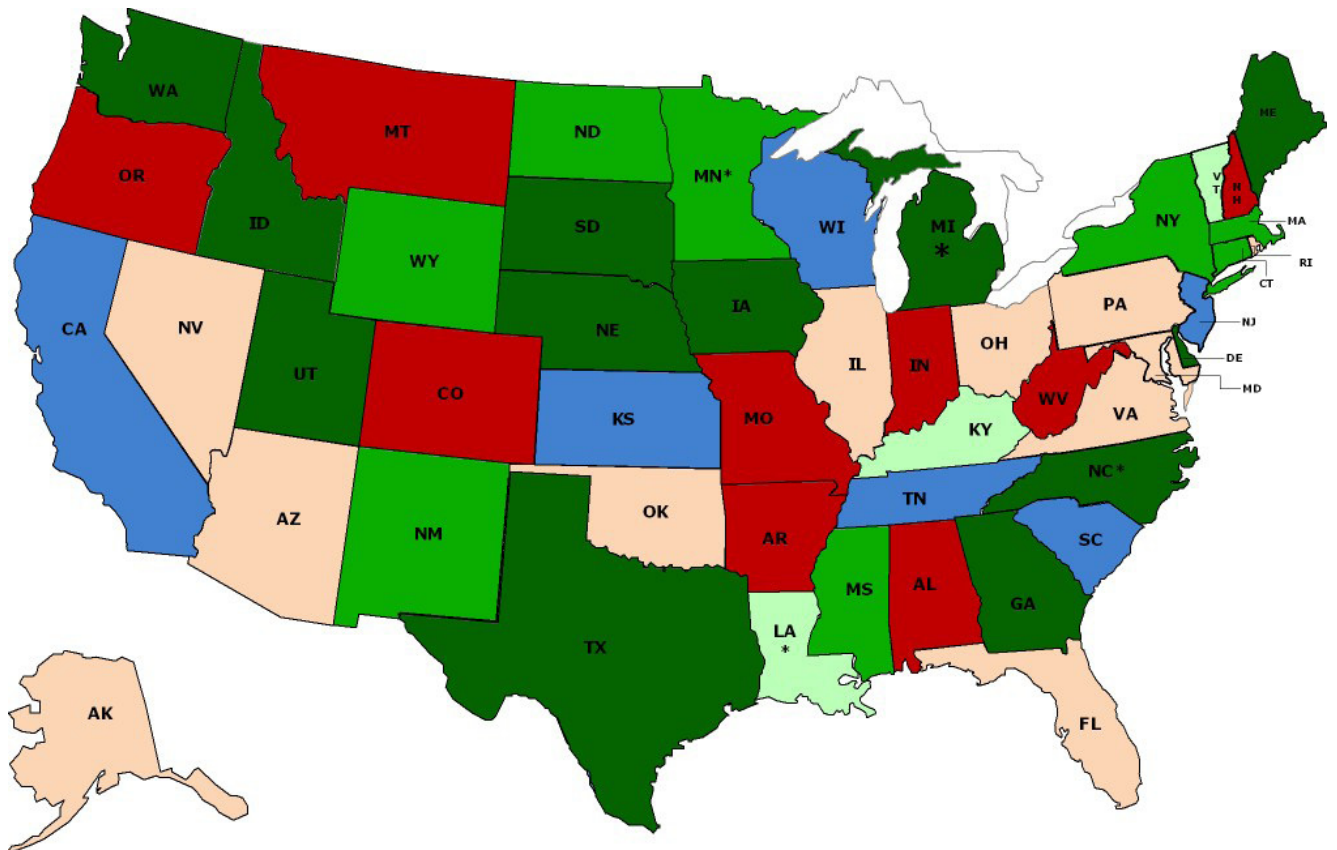 WA
ME
MT
ND
MN*
OR
V
T
H
H
ID
SD
WI
MI
*
NY
MA
WY
RI
CT
IA
PA
CA
NV
NE
NJ
OH
UT
IL
IN
DE
CO
MD
WV
KS
MO
VA
KY
NC*
TN
OK
AZ
NM
AR
SC
MS
AL
GA
LA
*
TX
AK
FL